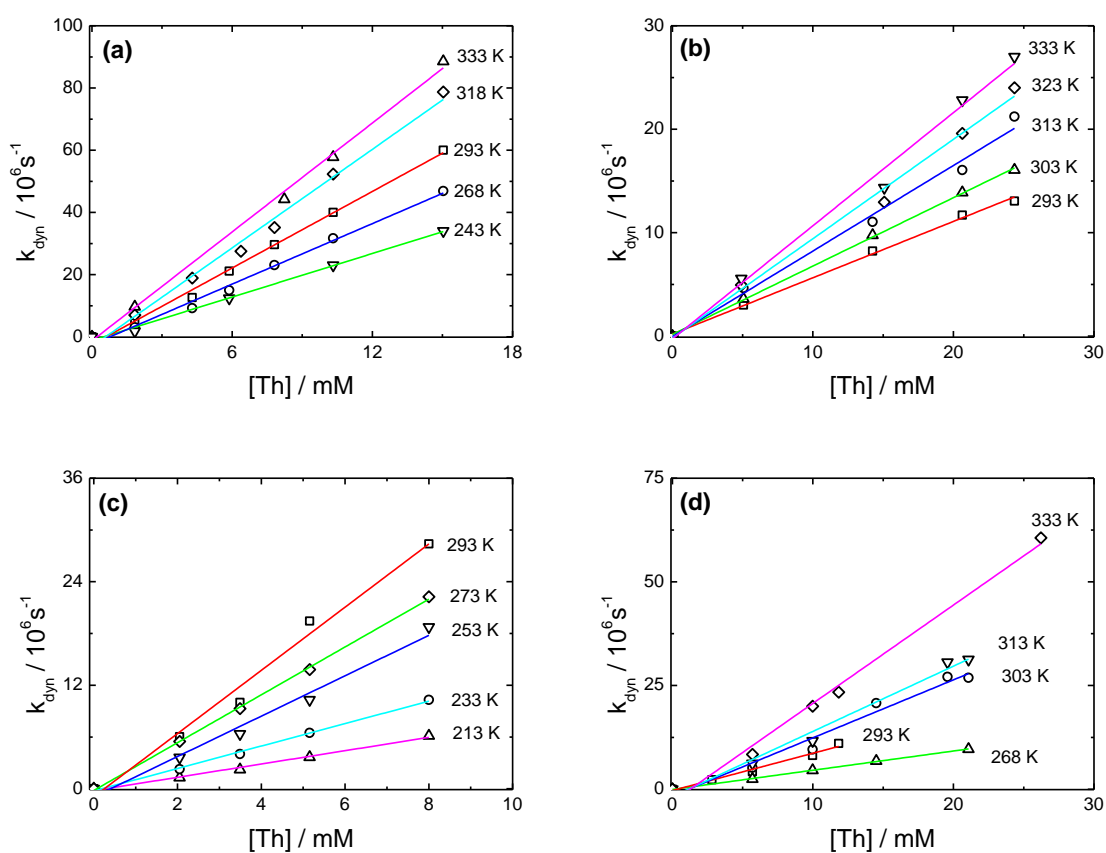 (a)
100
80
60
40
20
0
k_dyn / 10^6 s^-1
333 K
318 K
293 K
268 K
243 K
0 6 12 18
[Th] / mM
(b)
30
20
10
0
k_dyn / 10^6 s^-1
333 K
323 K
313 K
303 K
293 K
0 10 20 30
[Th] / mM
(c)
36
24
12
0
k_dyn / 10^6 s^-1
293 K
273 K
253 K
233 K
213 K
0 2 4 6 8 10
[Th] / mM
(d)
75
50
25
0
k_dyn / 10^6 s^-1
333 K
313 K
303 K
293 K
268 K
0 10 20 30
[Th] / mM